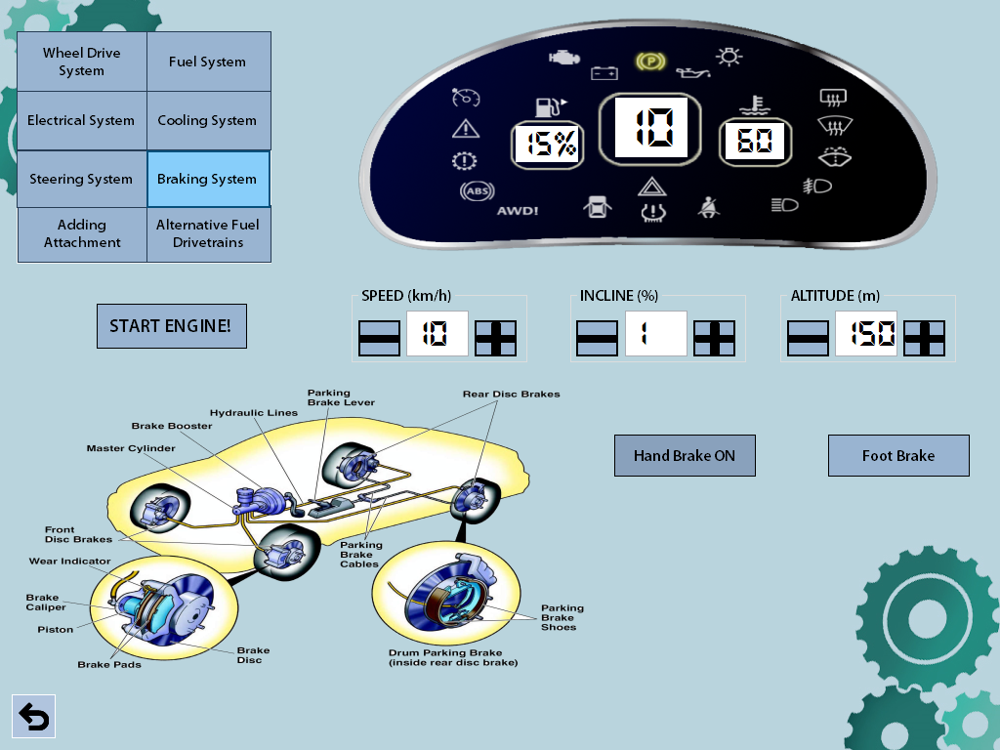 Wheel Drive
System
Fuel System
Electrical System
Cooling System
Steering System
Braking System
Adding
Attachment
Alternative Fuel
Drivetrains
P
15%
10
60
ABS
AWD!
START ENGINE!
SPEED (km/h)
10
INCLINE (%)
1
ALTITUDE (m)
150
Parking
Brake Lever
Rear Disc Brakes
Hydraulic Lines
Brake Booster
Master Cylinder
Front
Disc Brakes
Wear Indicator
Brake
Caliper
Piston
Brake Pads
Brake
Disc
Parking
Brake
Cables
Parking
Brake
Shoes
Drum Parking Brake
(inside rear disc brake)
Hand Brake ON
Foot Brake